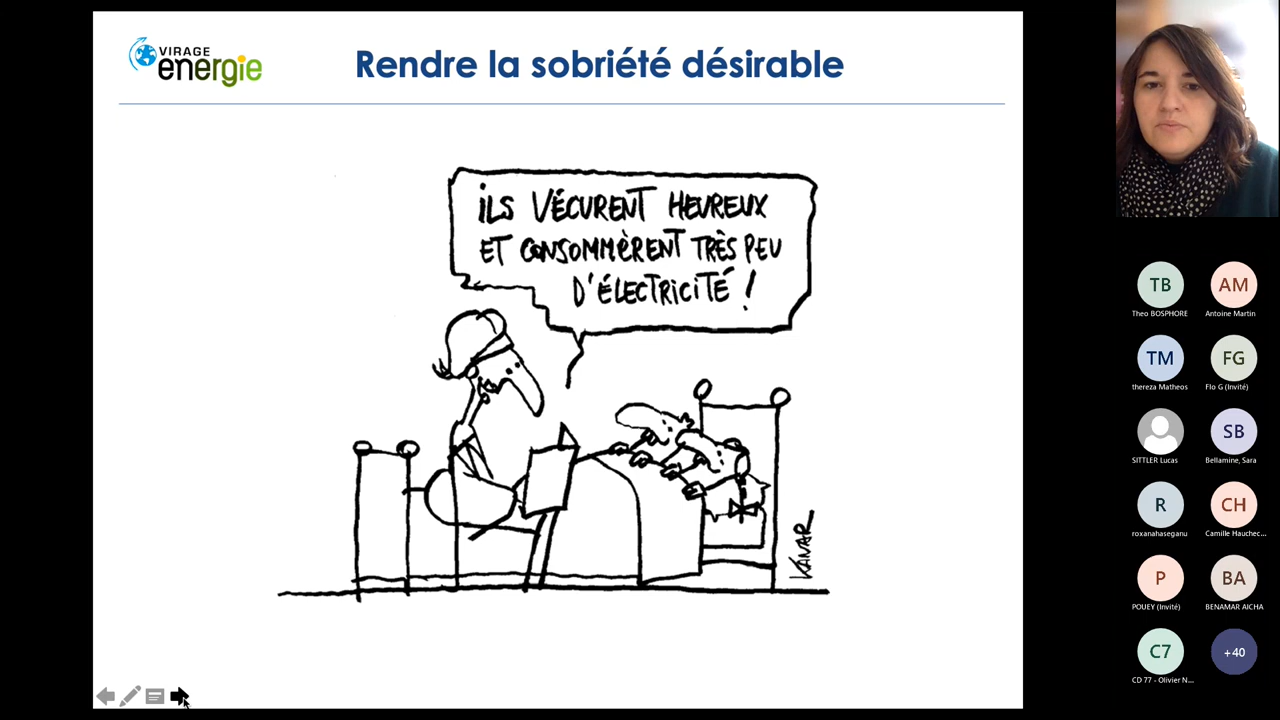 VIRAGE
énergie
Rendre la sobriété désirable
iLS VÉCURENT HEUREUX
ET CONSOMMÈRENT TRÈS PEU
D'ÉLECTRICITÉ !
KANAR
TB
Theo BOSPHORE
AM
Antoine Martin
TM
thereza Matheos
FG
Flo G (Invité)
SITTLER Lucas
SB
Bellamine, Sara
R
roxanahaseganu
CH
Camille Hauchec...
P
POUEY (Invité)
BA
BENAMAR AICHA
C7
CD 77 - Olivier N...
+40